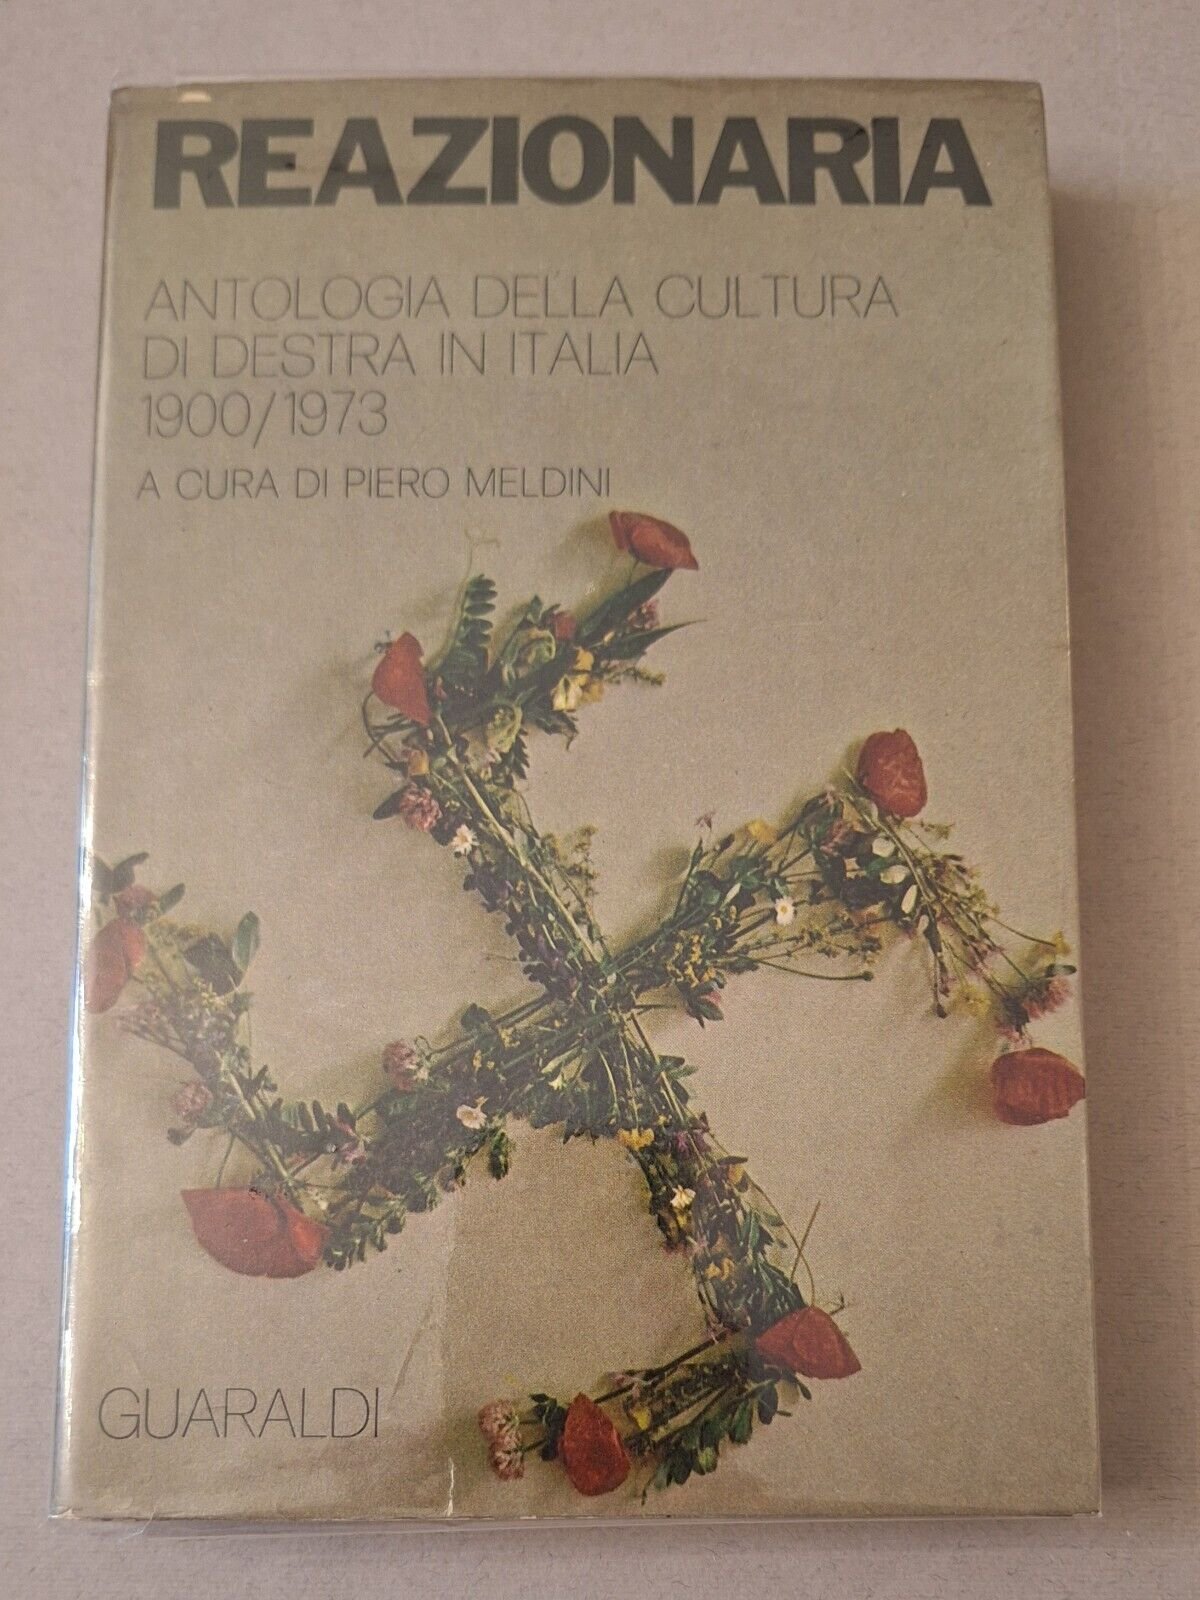 REAZIONARIA
ANTOLOGIA DELLA CULTURA
DI DESTRA IN ITALIA
1900/1973
A CURA DI PIERO MELDINI
GUARALDI